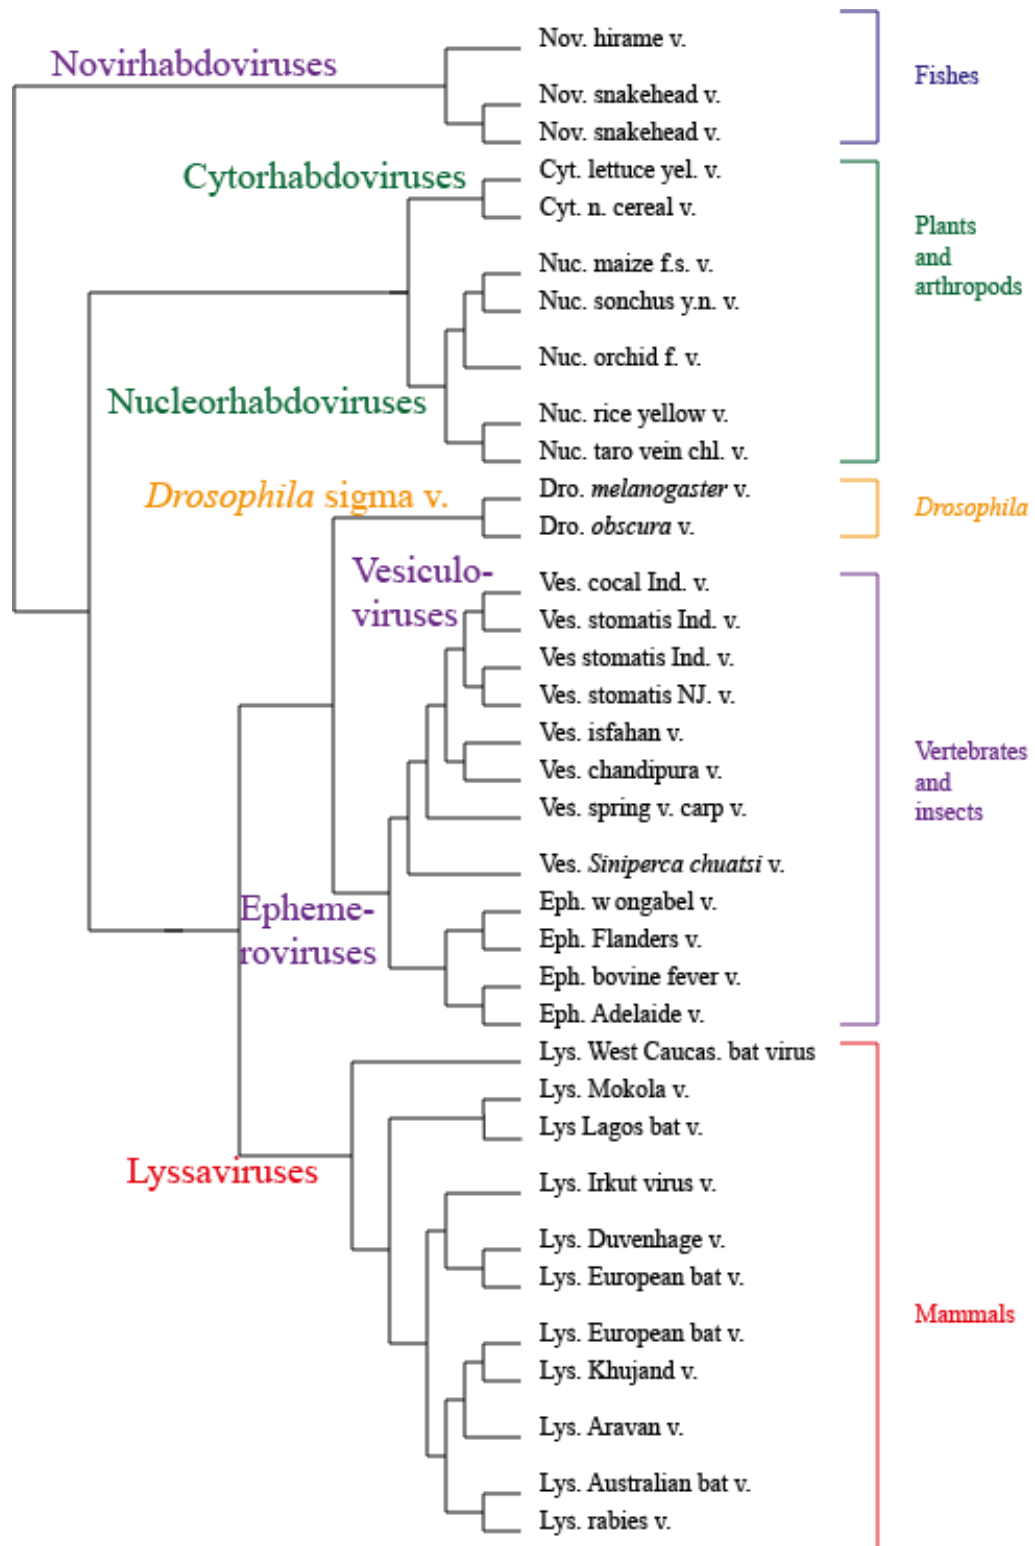 Novirhabdoviruses
Nov. hirame v.
Nov. snakehead v.
Nov. snakehead v.
Fishes
Cytorhabdoviruses
Cyt. lettuce yel. v.
Cyt. n. cereal v.
Nuc. maize f.s. v.
Nuc. sonchus y.n. v.
Nuc. orchid f. v.
Nucleorhabdoviruses
Nuc. rice yellow v.
Nuc. taro vein chl. v.
Plants
and
arthropods
Drosophila sigma v.
Dro. melanogaster v.
Dro. obscura v.
Drosophila
Vesiculo-
viruses
Ves. cocal Ind. v.
Ves. stomatis Ind. v.
Ves stomatis Ind. v.
Ves. stomatis NJ. v.
Ves. isfahan v.
Ves. chandipura v.
Ves. spring v. carp v.
Ves. Siniperca chuatsi v.
Epheme-
roviruses
Eph. w ongabel v.
Eph. Flanders v.
Eph. bovine fever v.
Eph. Adelaide v.
Vertebrates
and
insects
Lyssaviruses
Lys. West Caucas. bat virus
Lys. Mokola v.
Lys Lagos bat v.
Lys. Irkut virus v.
Lys. Duvenhage v.
Lys. European bat v.
Lys. European bat v.
Lys. Khujand v.
Lys. Aravan v.
Lys. Australian bat v.
Lys. rabies v.
Mammals